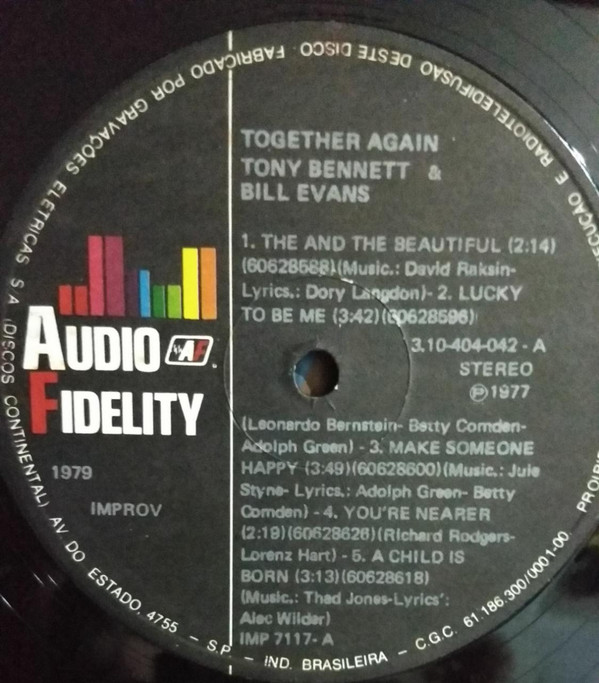 TOGETHER AGAIN
TONY BENNETT &
BILL EVANS
1. THE AND THE BEAUTIFUL (2:14)
(60628588)(Music.: David Raksin-
Lyrics.: Dory Langdon)- 2. LUCKY
TO BE ME (3:42)(60628596)
3.10-404-042 - A
STEREO
Ⓟ1977
(Leonardo Bernstein- Betty Comden-
Adolph Green) - 3. MAKE SOMEONE
HAPPY (3:49)(60628600)(Music.: Jule
Styne- Lyrics.: Adolph Green- Betty
Comden) - 4. YOU'RE NEARER
(2:19)(60628626)(Richard Rodgers-
Lorenz Hart) - 5. A CHILD IS
BORN (3:13)(60628618)
(Music.: Thad Jones-Lyrics':
Alec Wilder)
IMP 7117- A
AUDIO AF
FIDELITY
1979
IMPROV
FABRICADO POR GRAVAÇÕES ELÉTRICAS S.A. (DISCOS CONTINENTAL) AV. DO ESTADO, 4755 - S.P. - IND. BRASILEIRA - C.G.C. 61.186.300/0001-00
E RADIOTELEDIFUSÃO DESTE DISCO